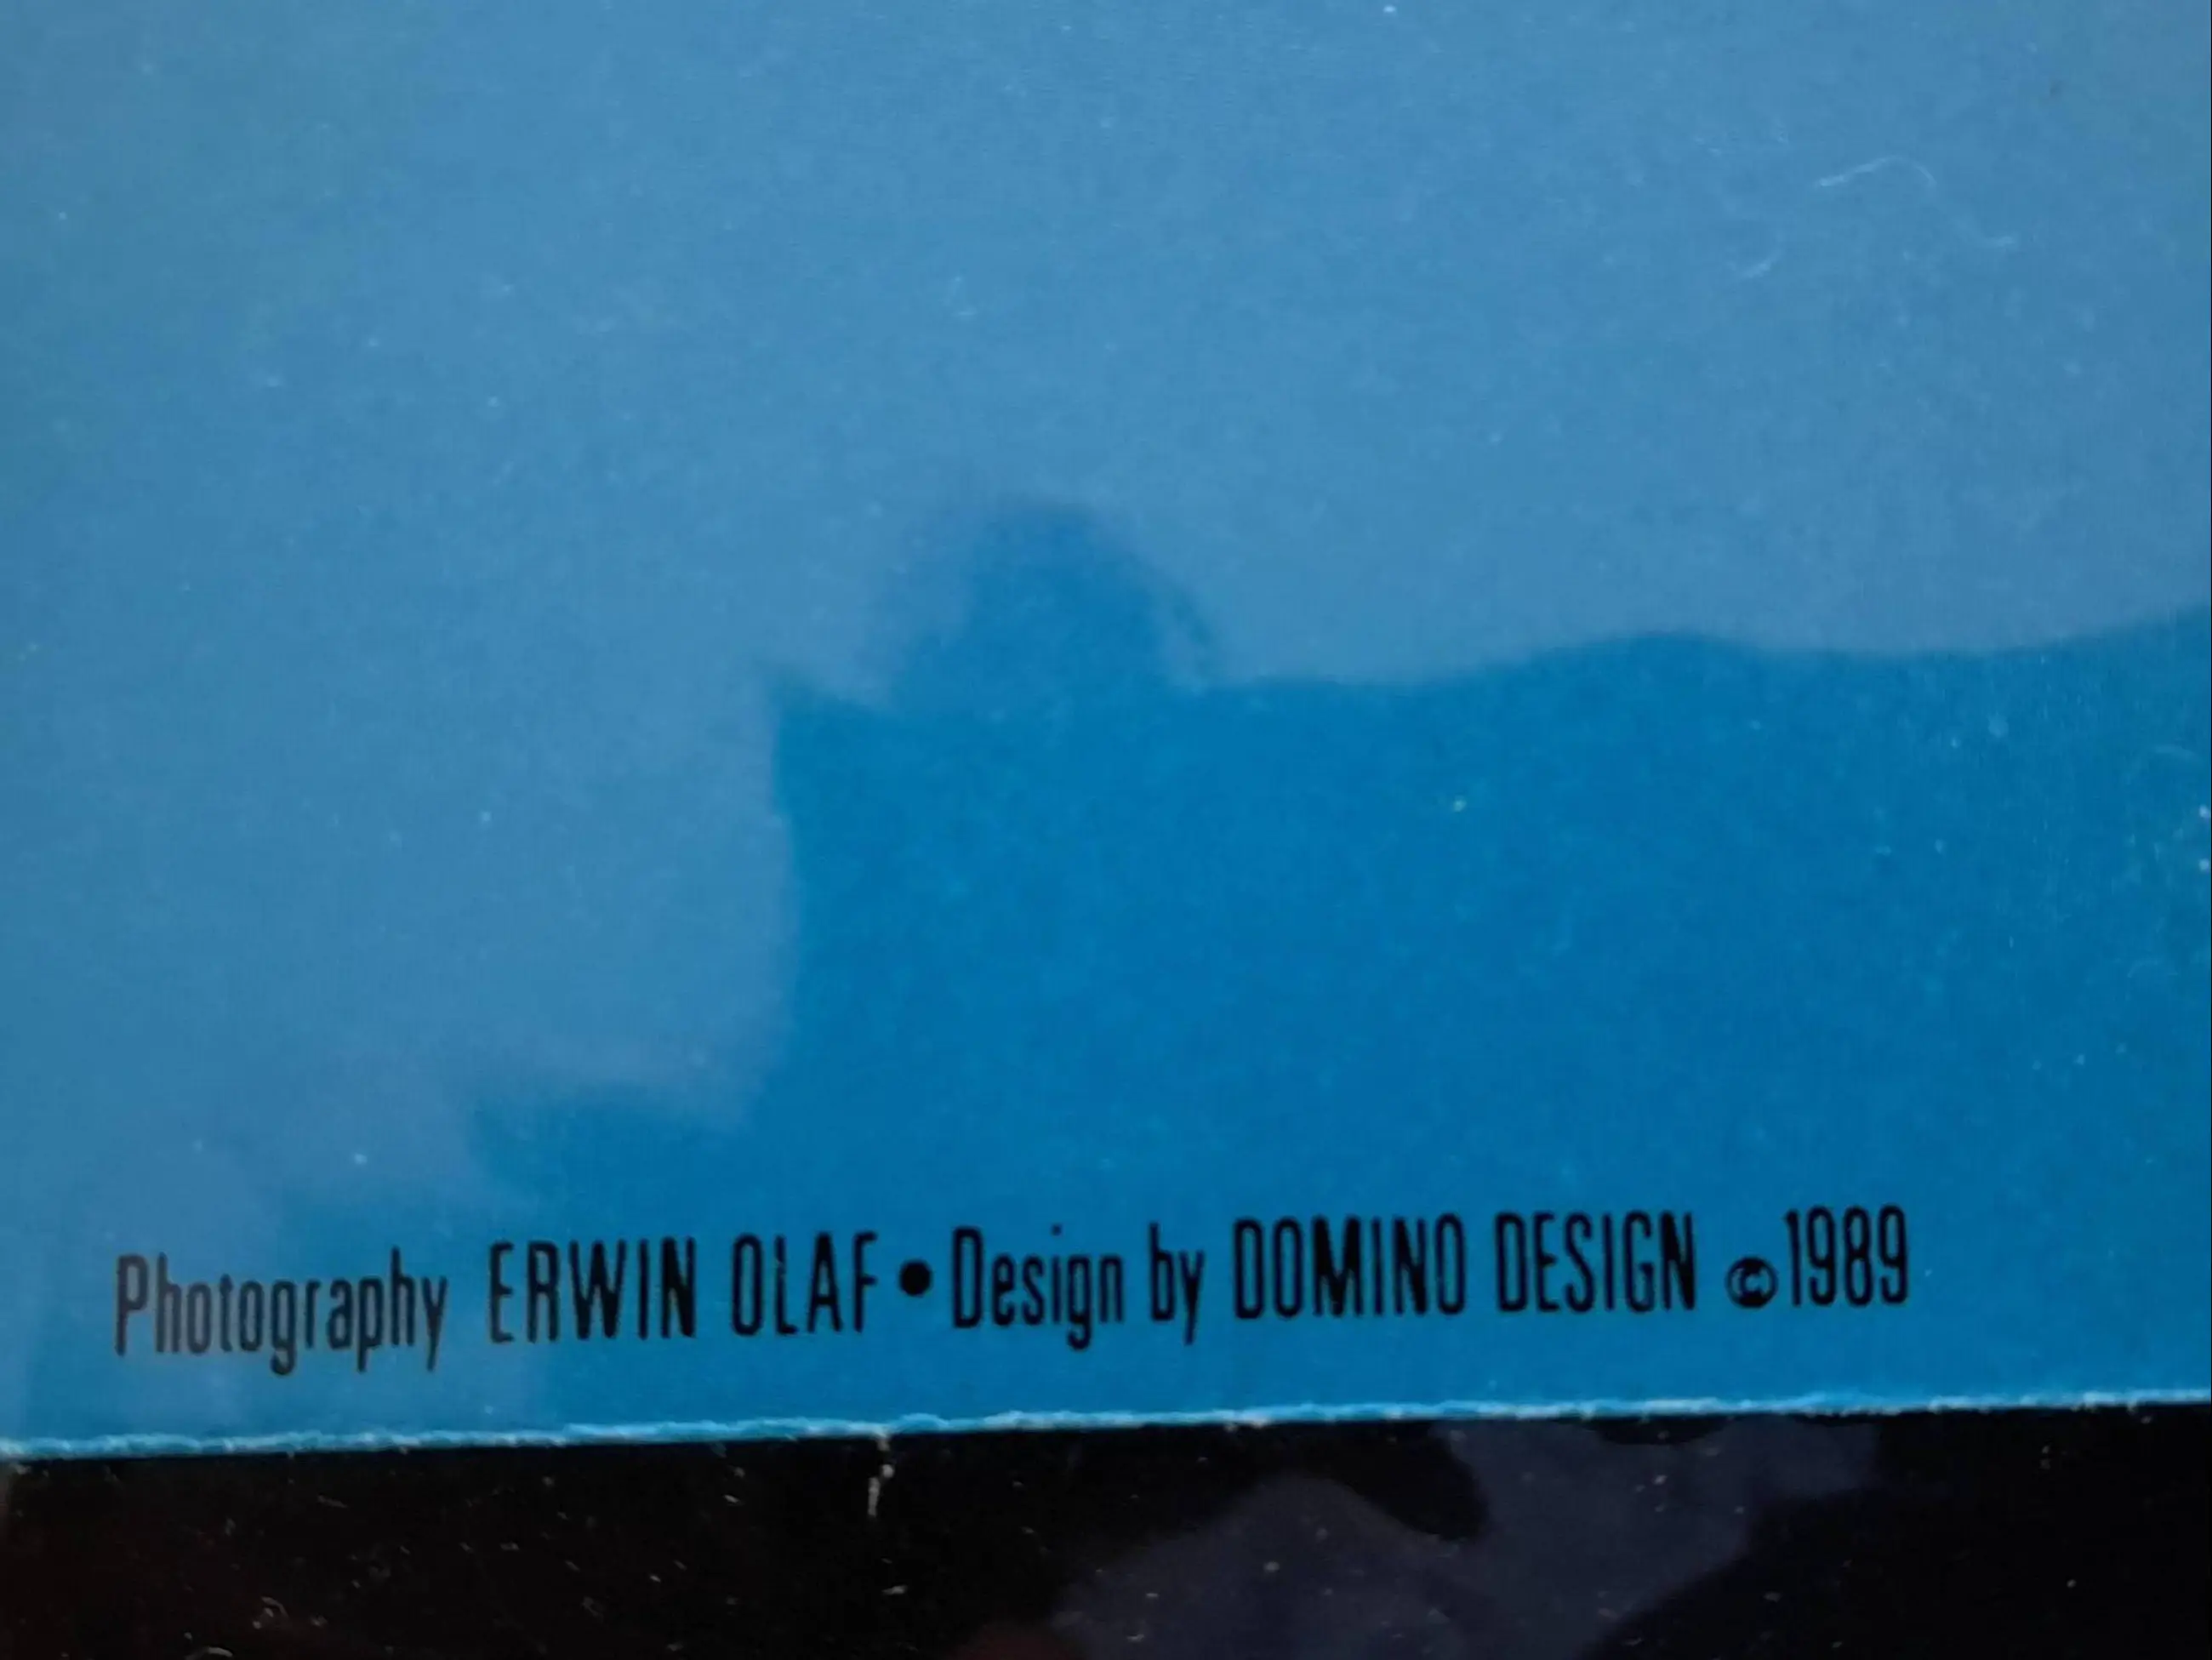 Photography ERWIN OLAF • Design by DOMINO DESIGN © 1989